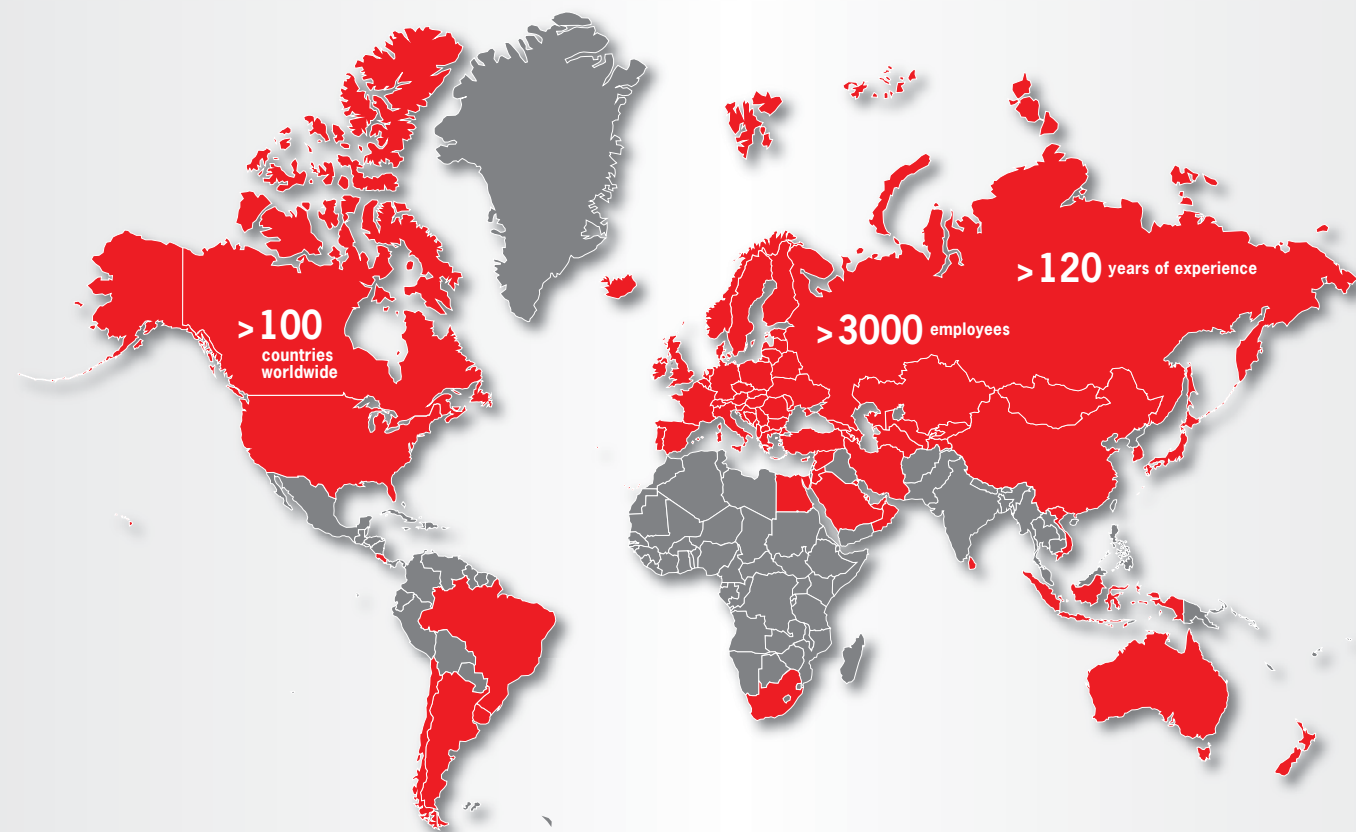 > 120 years of experience
> 100
countries
worldwide
> 3000 employees